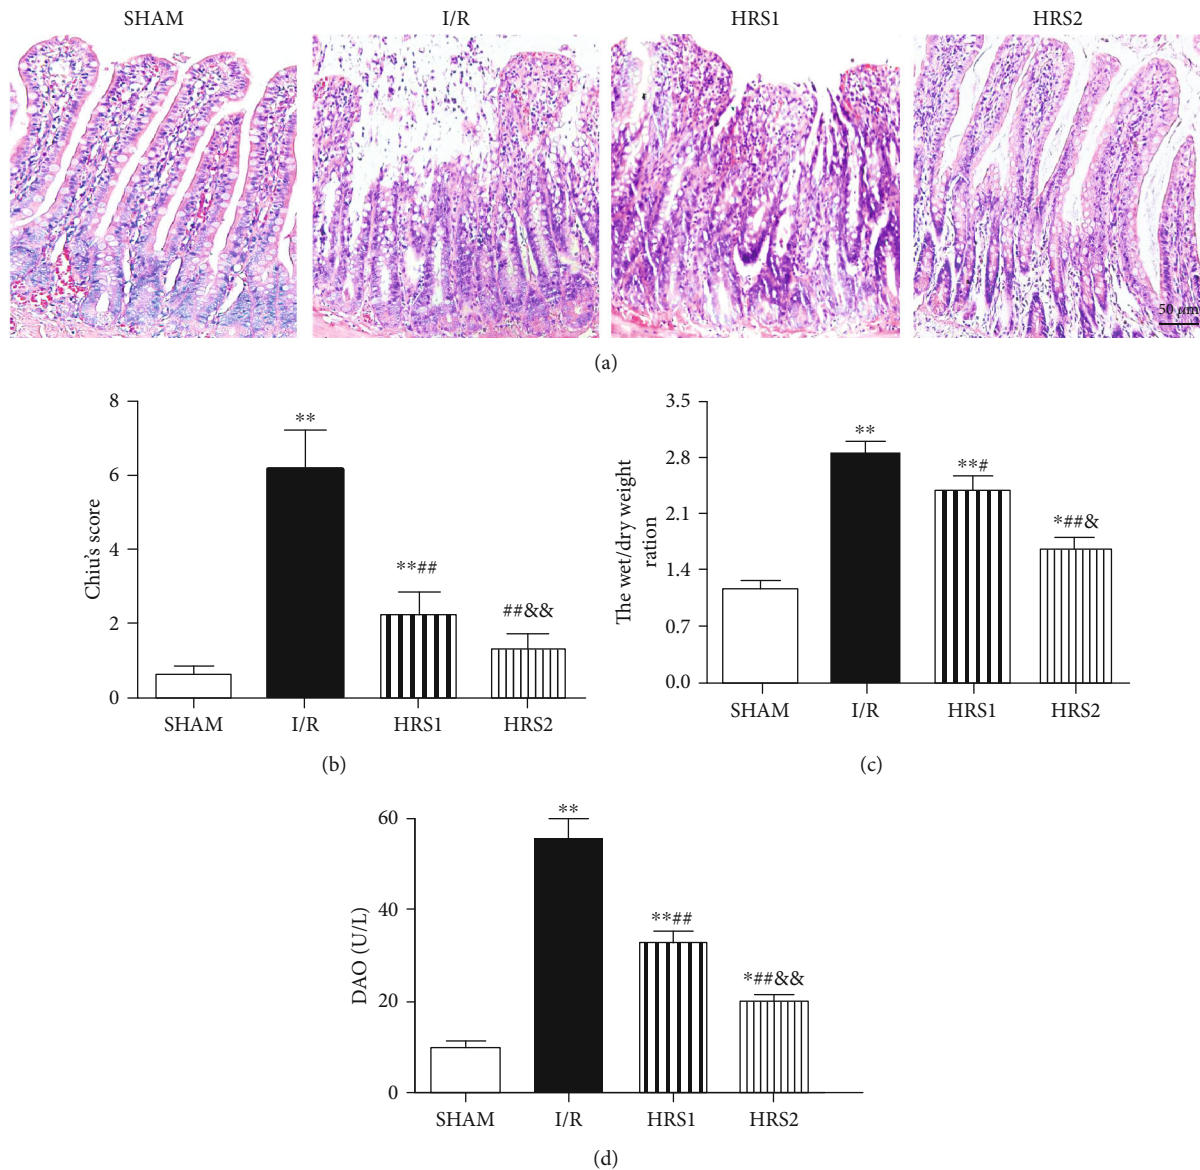 SHAM I/R HRS1 HRS2
50 μm
(a)
8
6
4
2
0
Chiu's score
**
**##
##&&
SHAM I/R HRS1 HRS2
(b)
3.5
2.8
2.1
1.4
0.7
0.0
The wet/dry weight
ration
**
**#
*##&
SHAM I/R HRS1 HRS2
(c)
60
40
20
0
DAO (U/L)
**
**##
*##&&
SHAM I/R HRS1 HRS2
(d)